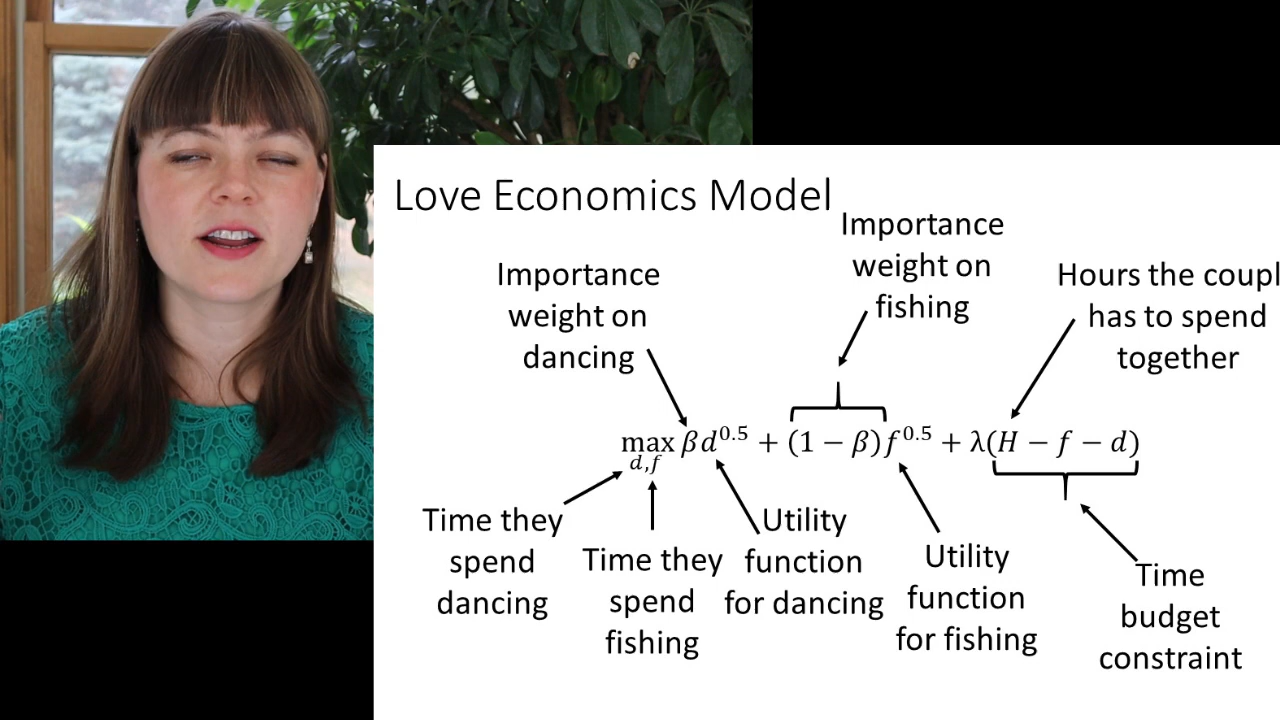 Love Economics Model
Importance
weight on
fishing
Importance
weight on
dancing
Hours the coupl
has to spend
together
max βd^0.5 + (1 − β)f^0.5 + λ(H − f − d)
d,f
Time they
spend
dancing
Time they
spend
fishing
Utility
function
for dancing
Utility
function
for fishing
Time
budget
constraint